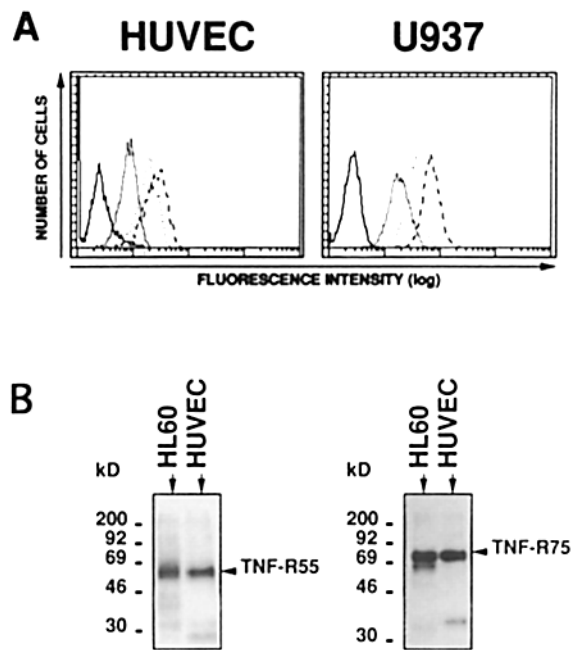 A
HUVEC
U937
NUMBER OF CELLS
FLUORESCENCE INTENSITY (log)
B
kD
HL60
HUVEC
200
92
69
46
30
TNF-R55
kD
HL60
HUVEC
200
92
69
46
30
TNF-R75